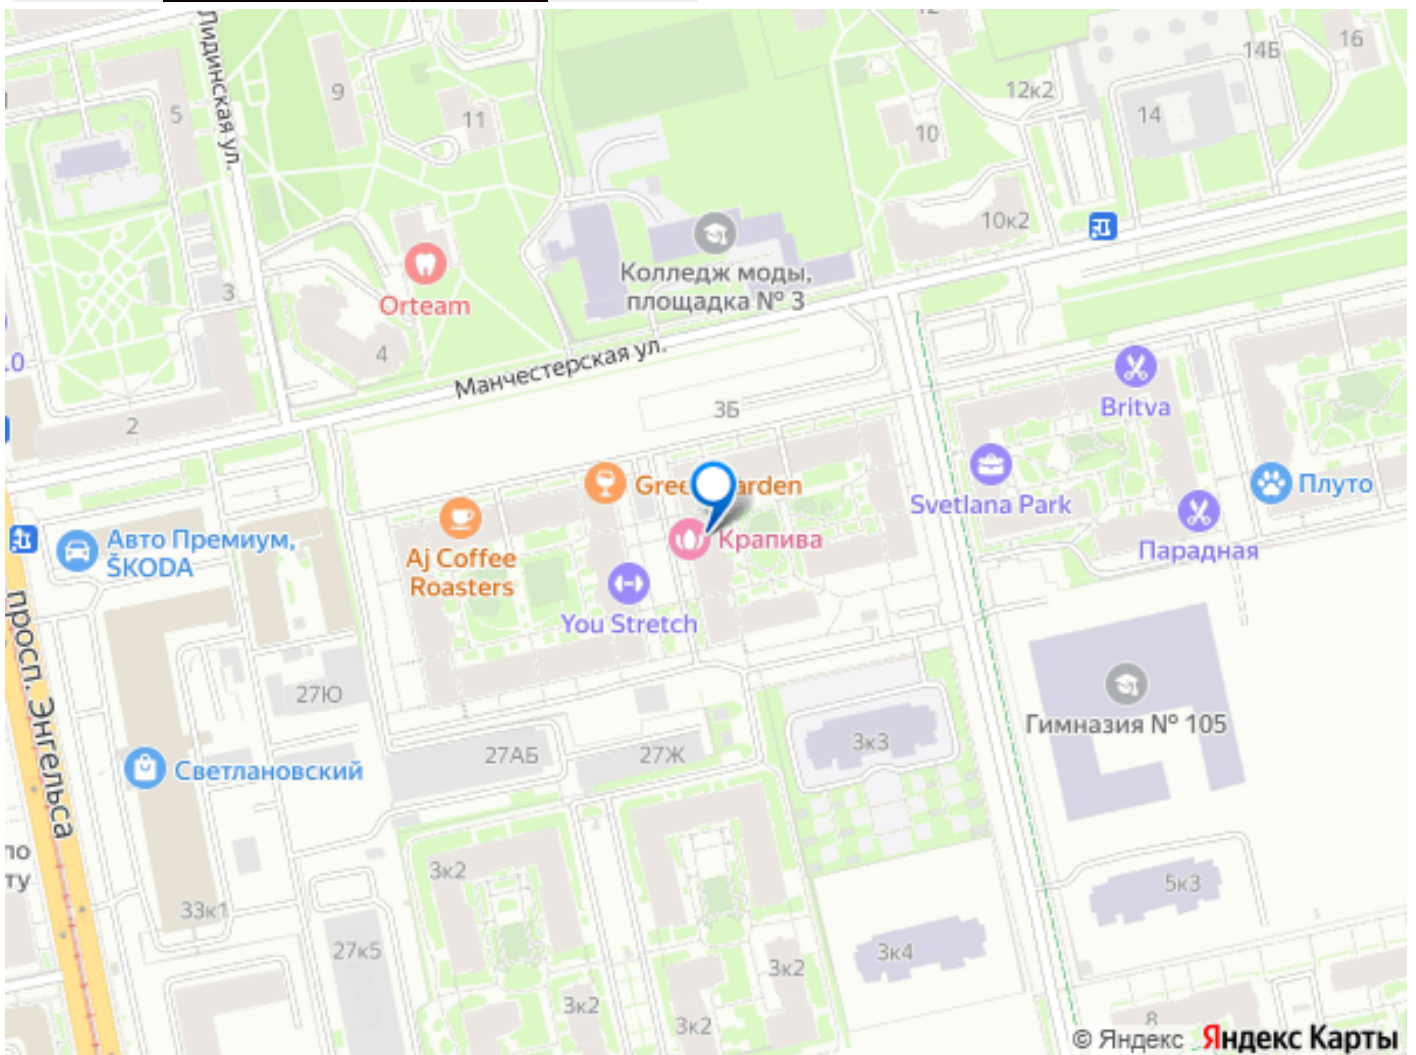 Лидинская ул.
5
9
11
12к2
14Б
16
14
10
10к2
3
Orteam
Колледж моды,
площадка № 3
4
Манчестерская ул.
3Б
2
Britva
Green Garden
Svetlana Park
Плуто
Авто Премиум,
ŠKODA
Aj Coffee
Roasters
Крапива
Парадная
You Stretch
просп. Энгельса
27Ю
Гимназия № 105
27АБ
27Ж
3к3
Светлановский
3к2
5к3
33к1
27к5
3к4
3к2
3к2
3к2
8
© Яндекс
Яндекс Карты